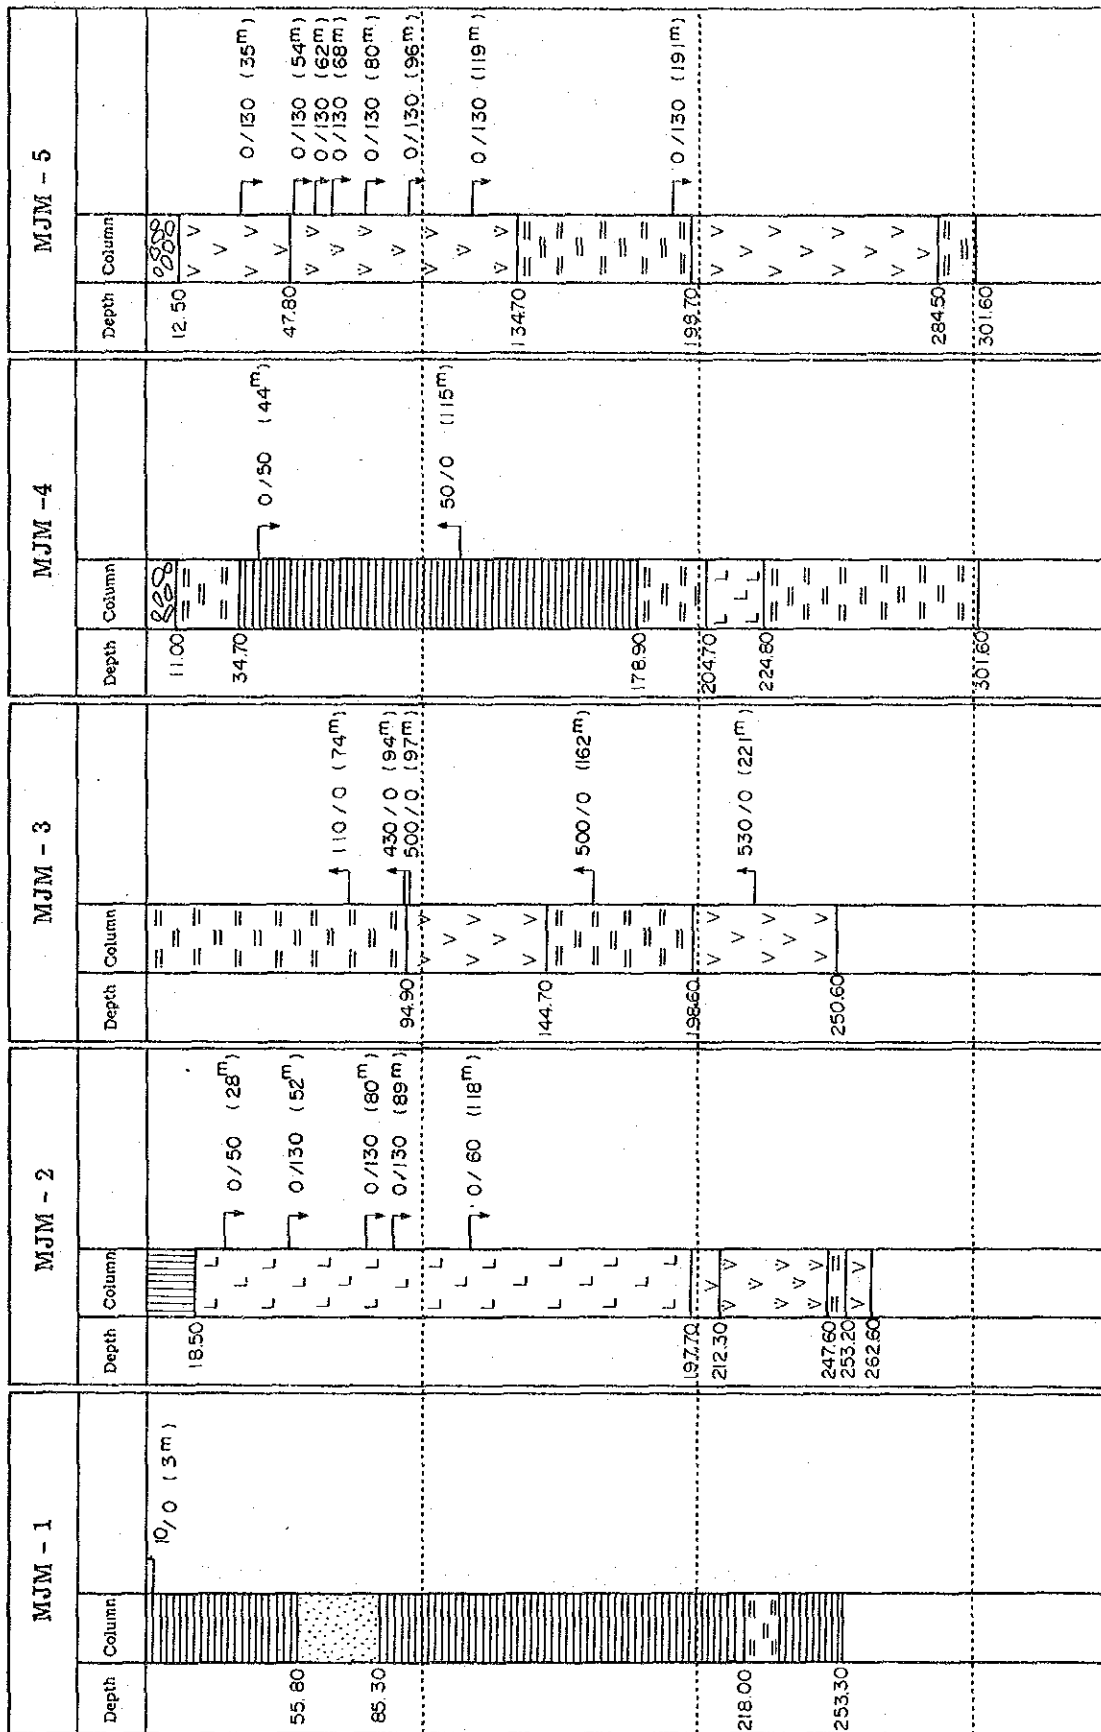 MJM - 1
Depth Column
10/0 (3m)
55.80
85.30
218.00
253.30
MJM - 2
Depth Column
18.50
197.70
212.30
247.60
253.20
262.60
0/50 (28m)
0/130 (52m)
0/130 (80m)
0/130 (89m)
0/60 (118m)
MJM - 3
Depth Column
94.90
144.70
198.60
250.60
110/0 (74m)
430/0 (94m)
500/0 (97m)
500/0 (162m)
530/0 (221m)
MJM - 4
Depth Column
11.00
34.70
178.90
204.70
224.80
301.60
0/50 (44m)
50/0 (115m)
MJM - 5
Depth Column
12.50
47.80
134.70
199.70
284.50
301.60
0/130 (35m)
0/130 (54m)
0/130 (62m)
0/130 (68m)
0/130 (80m)
0/130 (96m)
0/130 (119m)
0/130 (191m)